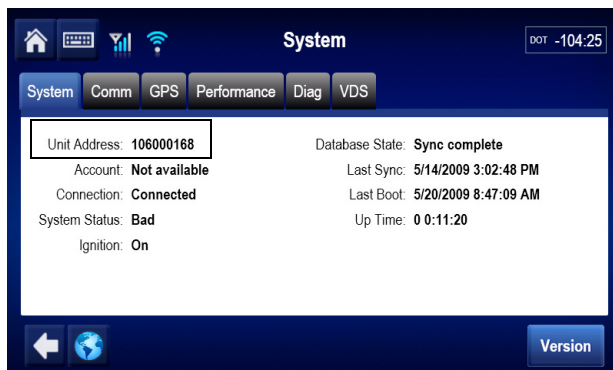 System
DOT -104:25
System Comm GPS Performance Diag VDS
Unit Address: 106000168
Account: Not available
Connection: Connected
System Status: Bad
Ignition: On
Database State: Sync complete
Last Sync: 5/14/2009 3:02:48 PM
Last Boot: 5/20/2009 8:47:09 AM
Up Time: 0 0:11:20
Version